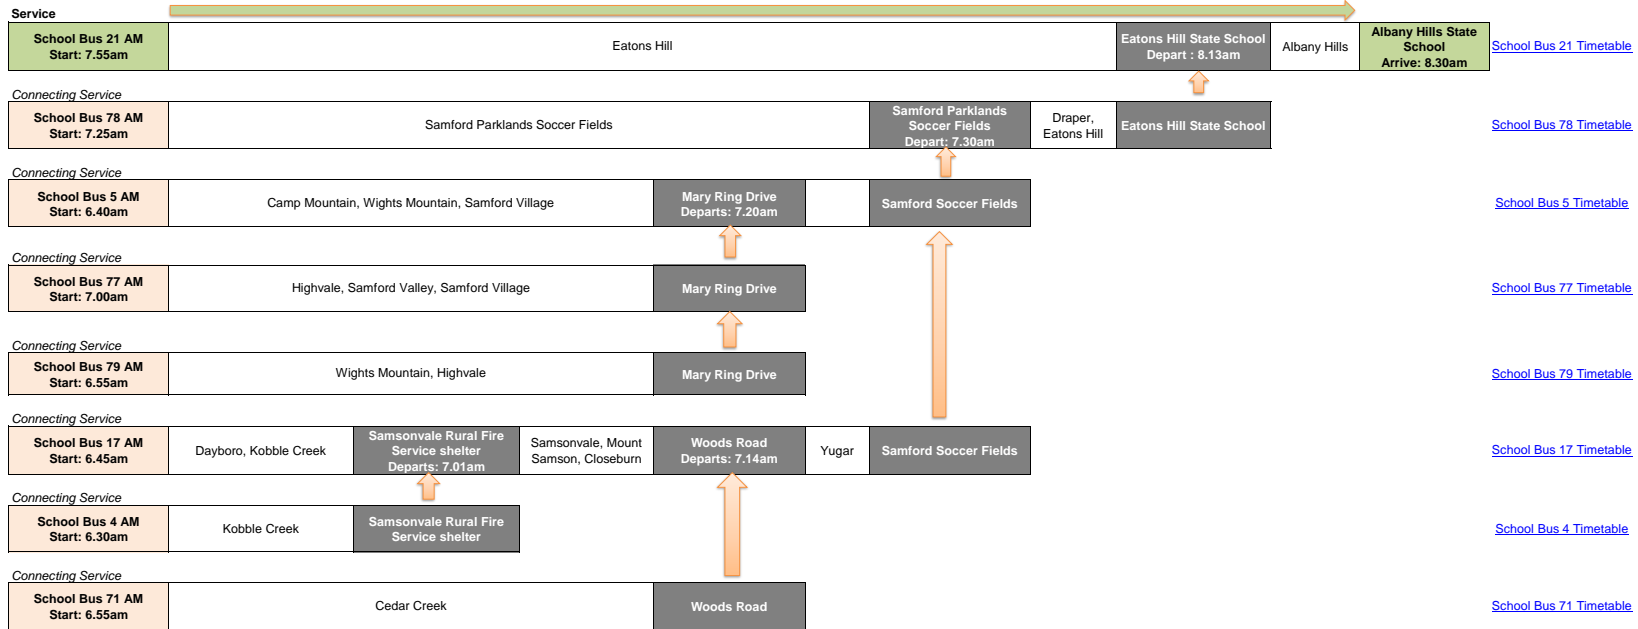 Service
School Bus 21 AM
Start: 7.55am
Eatons Hill
Eatons Hill State School
Depart : 8.13am
Albany Hills
Albany Hills State
School
Arrive: 8.30am
School Bus 21 Timetable
Connecting Service
School Bus 78 AM
Start: 7.25am
Samford Parklands Soccer Fields
Samford Parklands
Soccer Fields
Depart: 7.30am
Draper,
Eatons Hill
Eatons Hill State School
School Bus 78 Timetable
Connecting Service
School Bus 5 AM
Start: 6.40am
Camp Mountain, Wights Mountain, Samford Village
Mary Ring Drive
Departs: 7.20am
Samford Soccer Fields
School Bus 5 Timetable
Connecting Service
School Bus 77 AM
Start: 7.00am
Highvale, Samford Valley, Samford Village
Mary Ring Drive
School Bus 77 Timetable
Connecting Service
School Bus 79 AM
Start: 6.55am
Wights Mountain, Highvale
Mary Ring Drive
School Bus 79 Timetable
Connecting Service
School Bus 17 AM
Start: 6.45am
Dayboro, Kobble Creek
Samsonvale Rural Fire
Service shelter
Departs: 7.01am
Samsonvale, Mount
Samson, Closeburn
Woods Road
Departs: 7.14am
Yugar
Samford Soccer Fields
School Bus 17 Timetable
Connecting Service
School Bus 4 AM
Start: 6.30am
Kobble Creek
Samsonvale Rural Fire
Service shelter
School Bus 4 Timetable
Connecting Service
School Bus 71 AM
Start: 6.55am
Cedar Creek
Woods Road
School Bus 71 Timetable